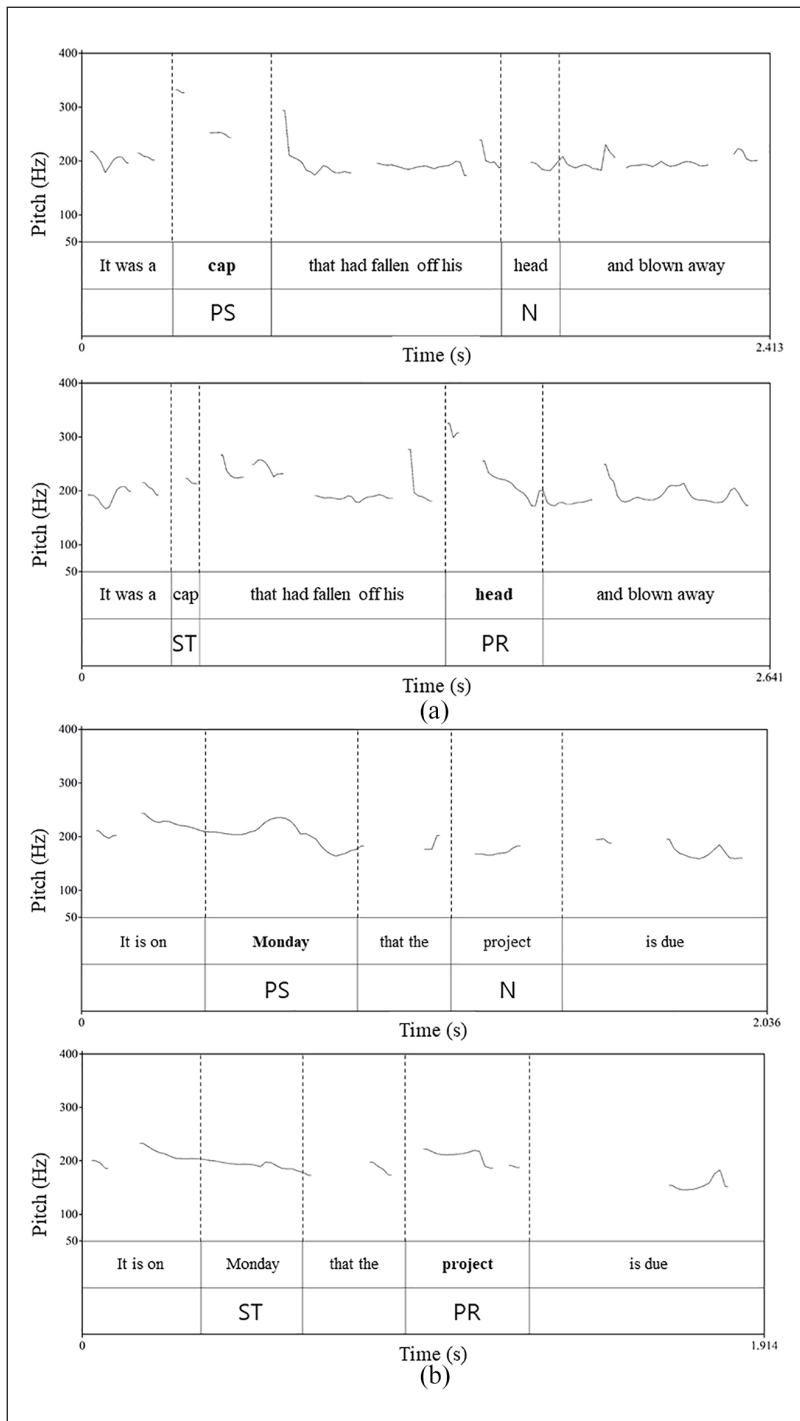 400
300
200
100
50
Pitch (Hz)
It was a cap that had fallen off his head and blown away
PS N
0 2.413
Time (s)
400
300
200
100
50
Pitch (Hz)
It was a cap that had fallen off his head and blown away
ST PR
0 2.641
Time (s)
(a)
400
300
200
100
50
Pitch (Hz)
It is on Monday that the project is due
PS N
0 2.036
Time (s)
400
300
200
100
50
Pitch (Hz)
It is on Monday that the project is due
ST PR
0 1.914
Time (s)
(b)